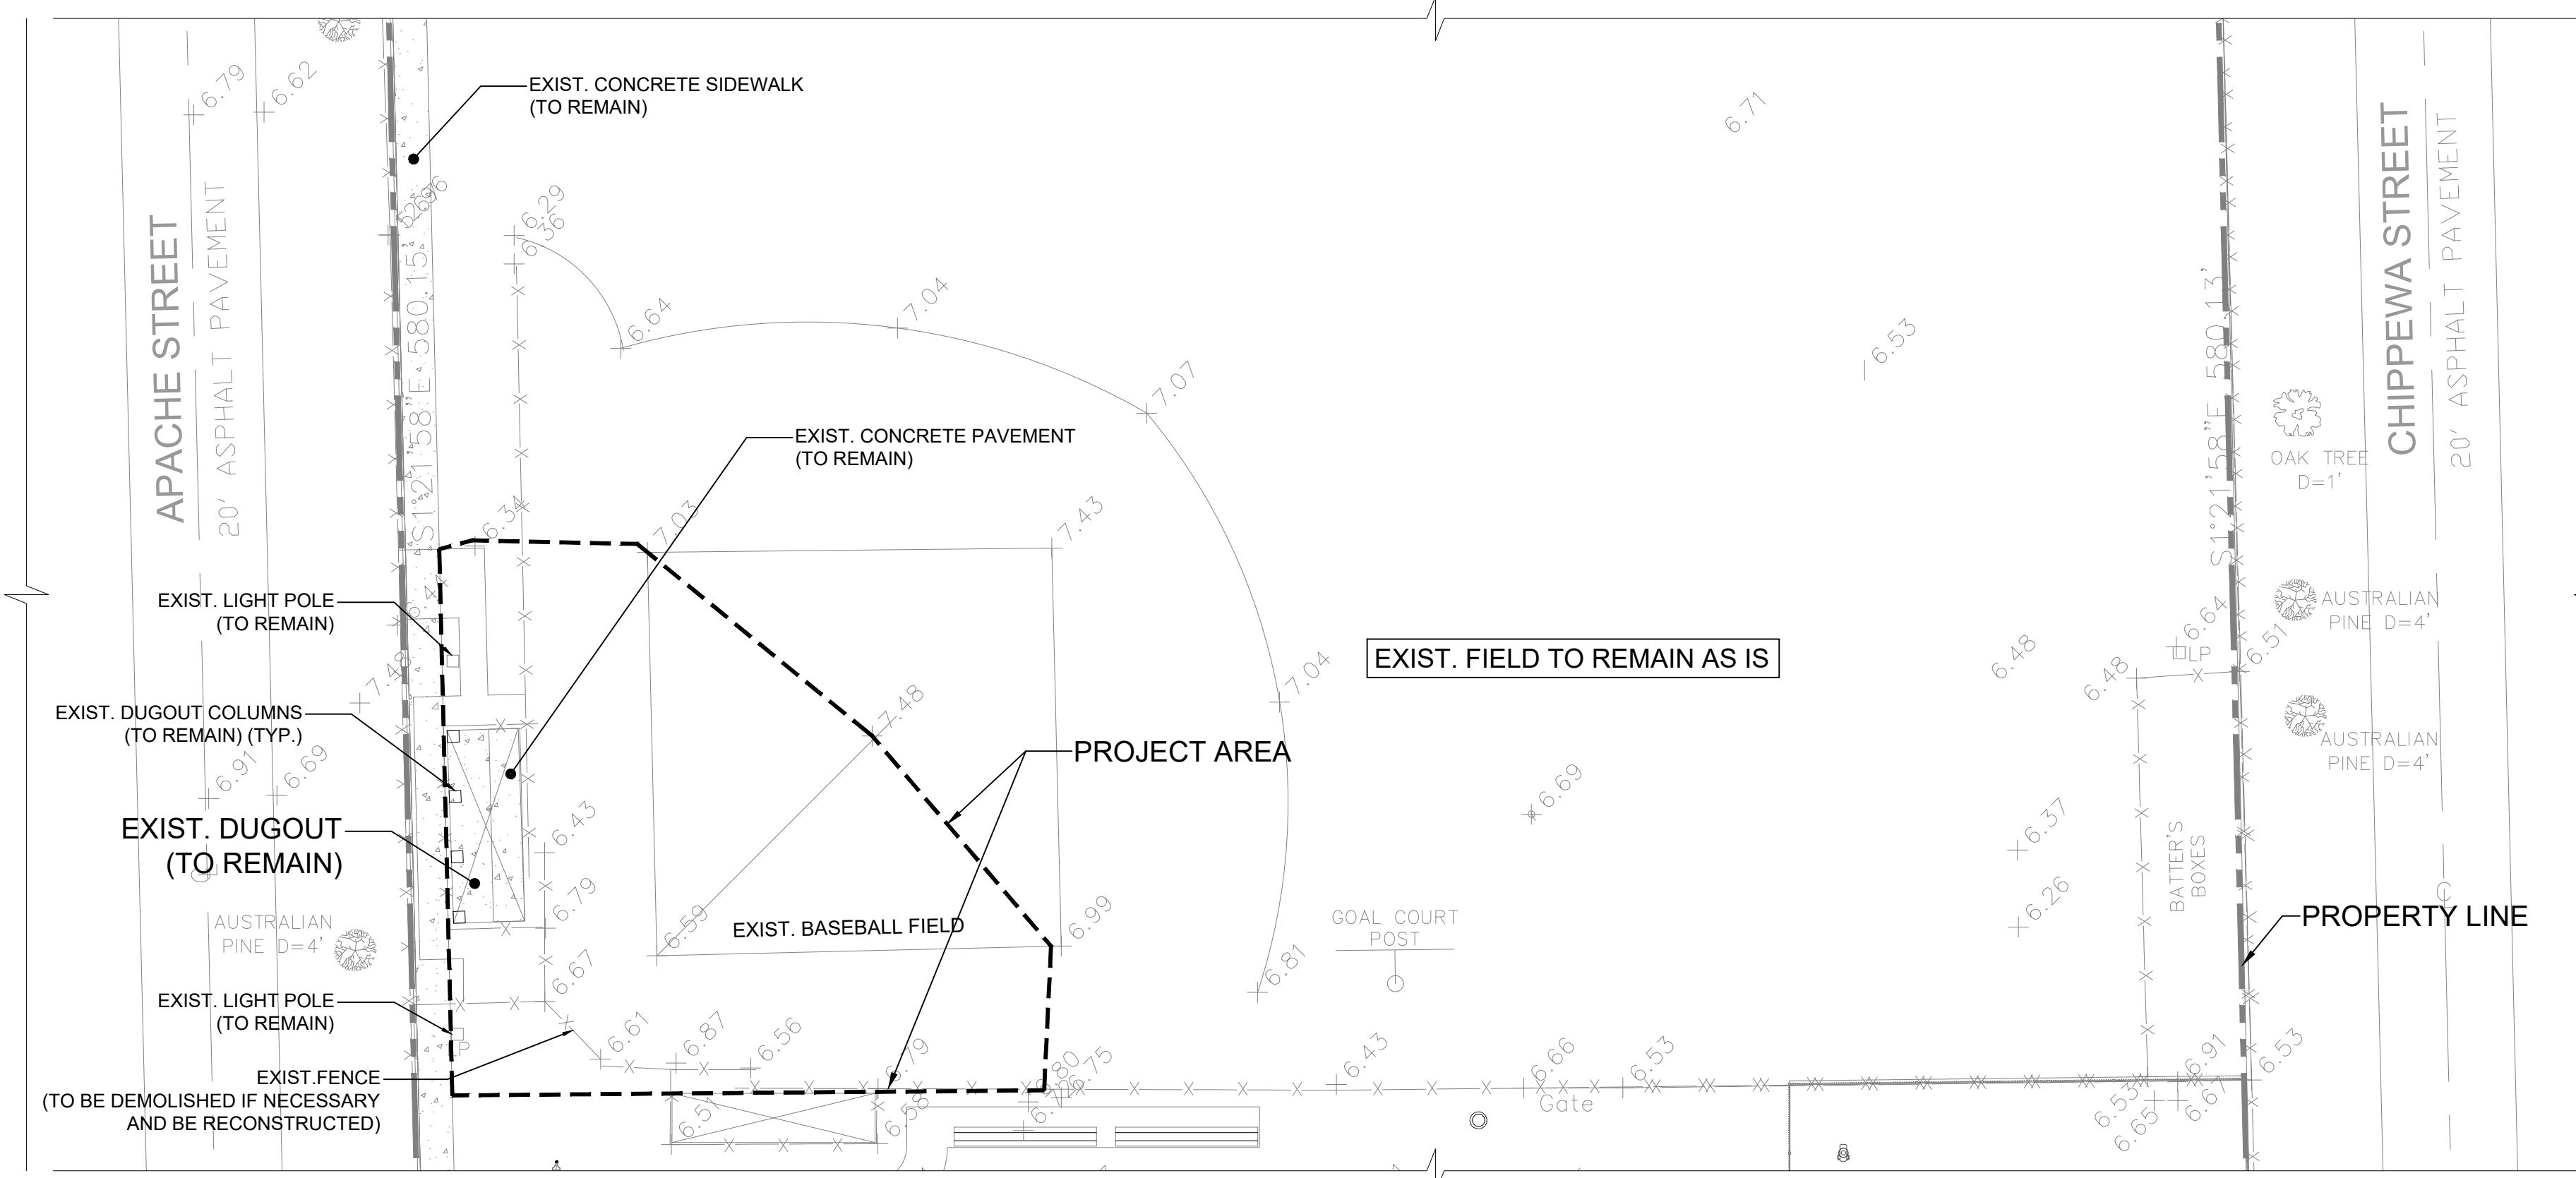 EXIST. CONCRETE SIDEWALK
(TO REMAIN)
6.79
6.62
6.71
APACHE STREET
20' ASPHALT PAVEMENT
S1°21'58"E 580.15'
6.29
6.36
6.64
7.04
7.07
6.53
S1°21'58"E 580.13'
CHIPPEWA STREET
20' ASPHALT PAVEMENT
OAK TREE
D=1'
EXIST. CONCRETE PAVEMENT
(TO REMAIN)
6.34
7.03
7.43
EXIST. LIGHT POLE
(TO REMAIN)
EXIST. FIELD TO REMAIN AS IS
AUSTRALIAN
PINE D=4'
6.64
LP
6.51
6.48
6.48
7.48
7.48
7.04
EXIST. DUGOUT COLUMNS
(TO REMAIN) (TYP.)
PROJECT AREA
AUSTRALIAN
PINE D=4'
6.91
6.69
EXIST. DUGOUT
(TO REMAIN)
6.43
6.69
6.37
BATTER'S
BOXES
AUSTRALIAN
PINE D=4'
6.79
6.59
EXIST. BASEBALL FIELD
6.99
GOAL COURT
POST
6.26
PROPERTY LINE
6.67
6.81
EXIST. LIGHT POLE
(TO REMAIN)
6.61
6.87
6.56
6.79
6.80
6.75
6.43
6.66
6.53
6.91
6.53
EXIST.FENCE
(TO BE DEMOLISHED IF NECESSARY
AND BE RECONSTRUCTED)
6.51
6.58
Gate
6.53
6.65
6.67